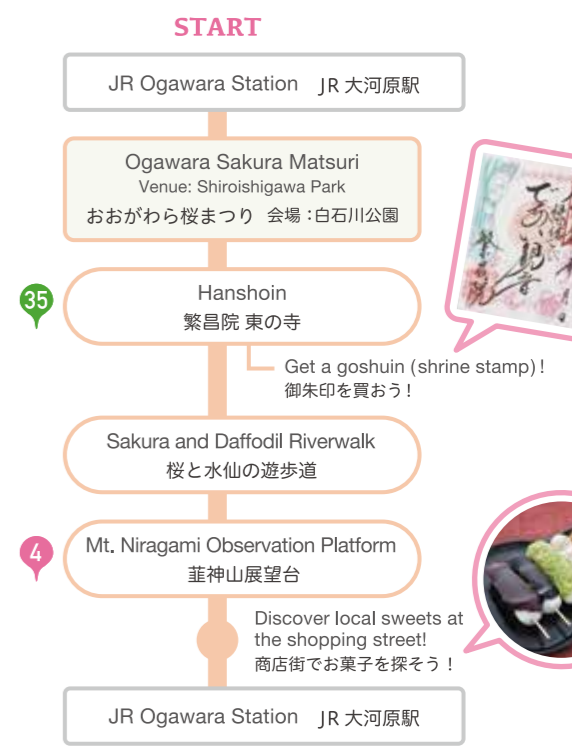 START
JR Ogawara Station JR 大河原駅
Ogawara Sakura Matsuri
Venue: Shiroishigawa Park
おおがわら桜まつり 会場:白石川公園
35
Hanshoin
繁昌院 東の寺
Get a goshuin (shrine stamp)!
御朱印を買おう!
Sakura and Daffodil Riverwalk
桜と水仙の遊歩道
4
Mt. Niragami Observation Platform
韮神山展望台
Discover local sweets at
the shopping street!
商店街でお菓子を探そう!
JR Ogawara Station JR 大河原駅